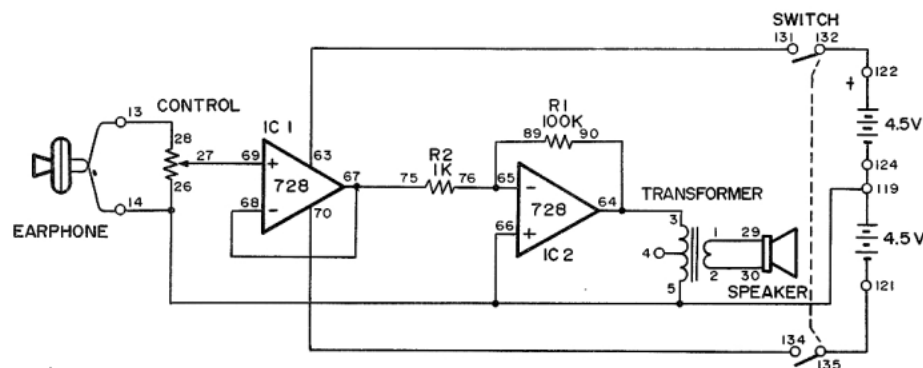 SWITCH
131 132
122
+
4.5V
124
119
4.5V
121
134
135
13
CONTROL
28
27
26
14
EARPHONE
IC 1
69
+
63
728
67
68
-
70
R2
1K
75 76
R1
100K
89 90
65
-
728
64
66
+
IC 2
TRANSFORMER
3
4
5
1
2
29
30
SPEAKER